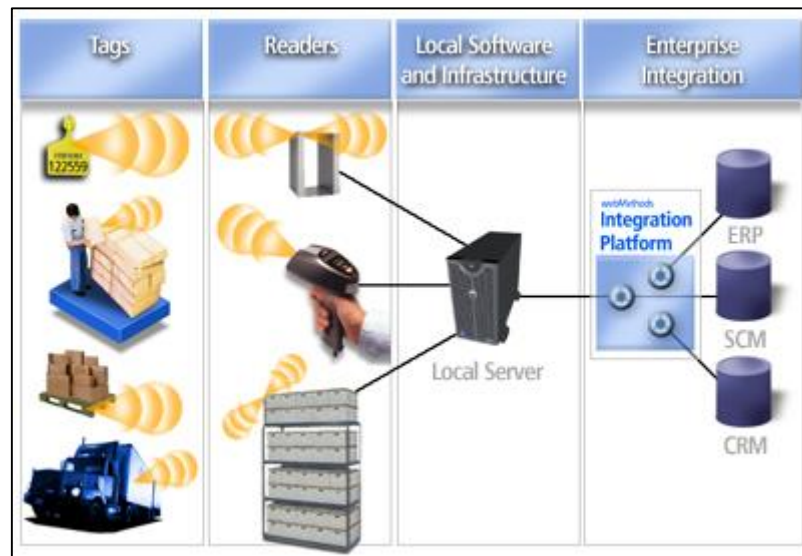 Tags
Readers
Local Software
and Infrastructure
Enterprise
Integration
122559
webMethods
Integration
Platform
ERP
SCM
CRM
Local Server